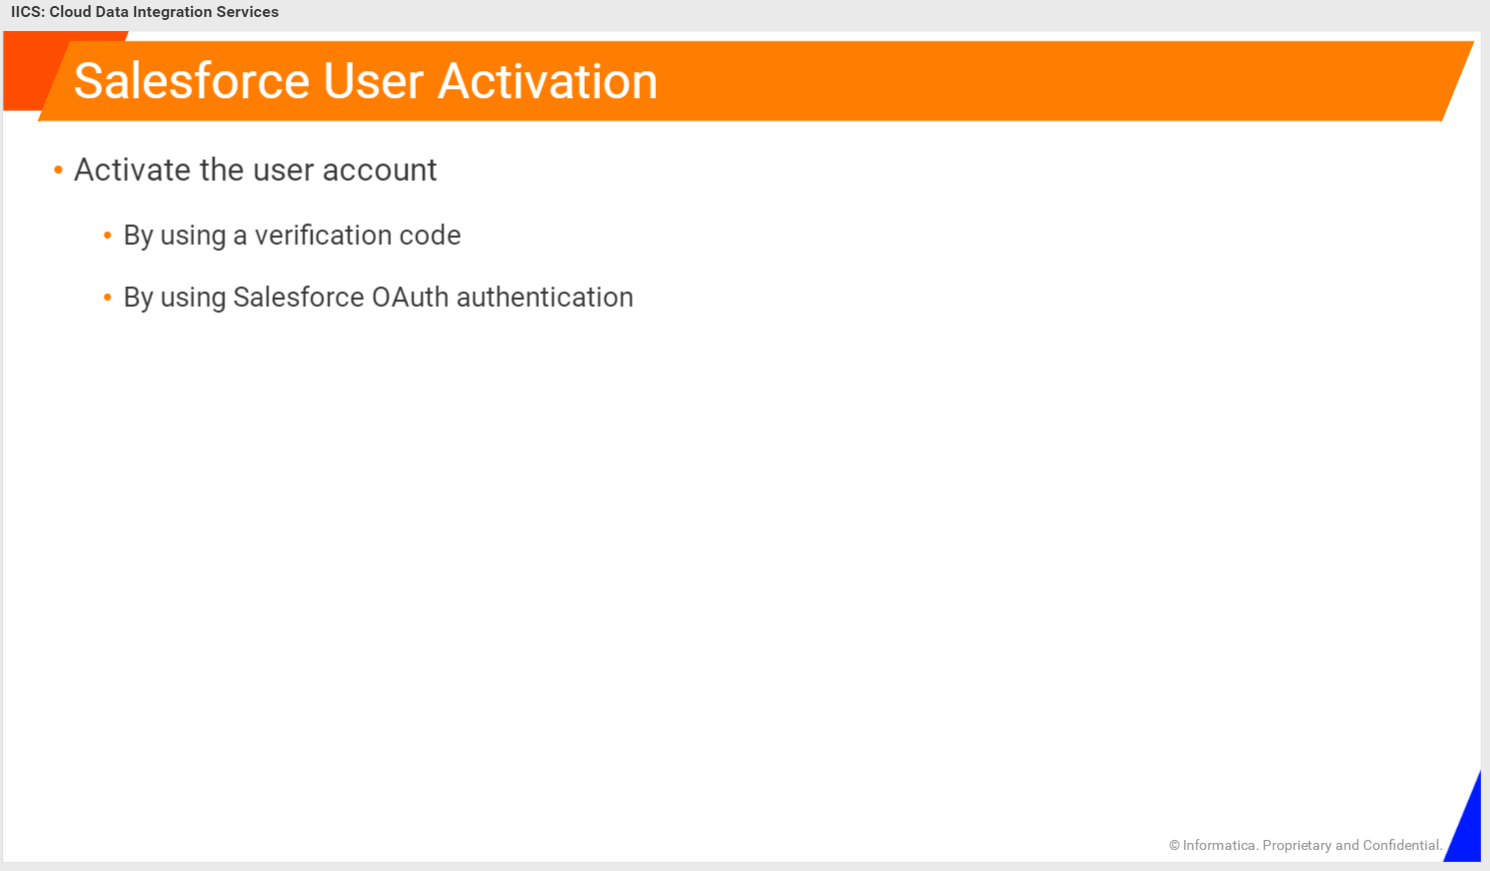 IICS: Cloud Data Integration Services
Salesforce User Activation
• Activate the user account
• By using a verification code
• By using Salesforce OAuth authentication
© Informatica. Proprietary and Confidential.